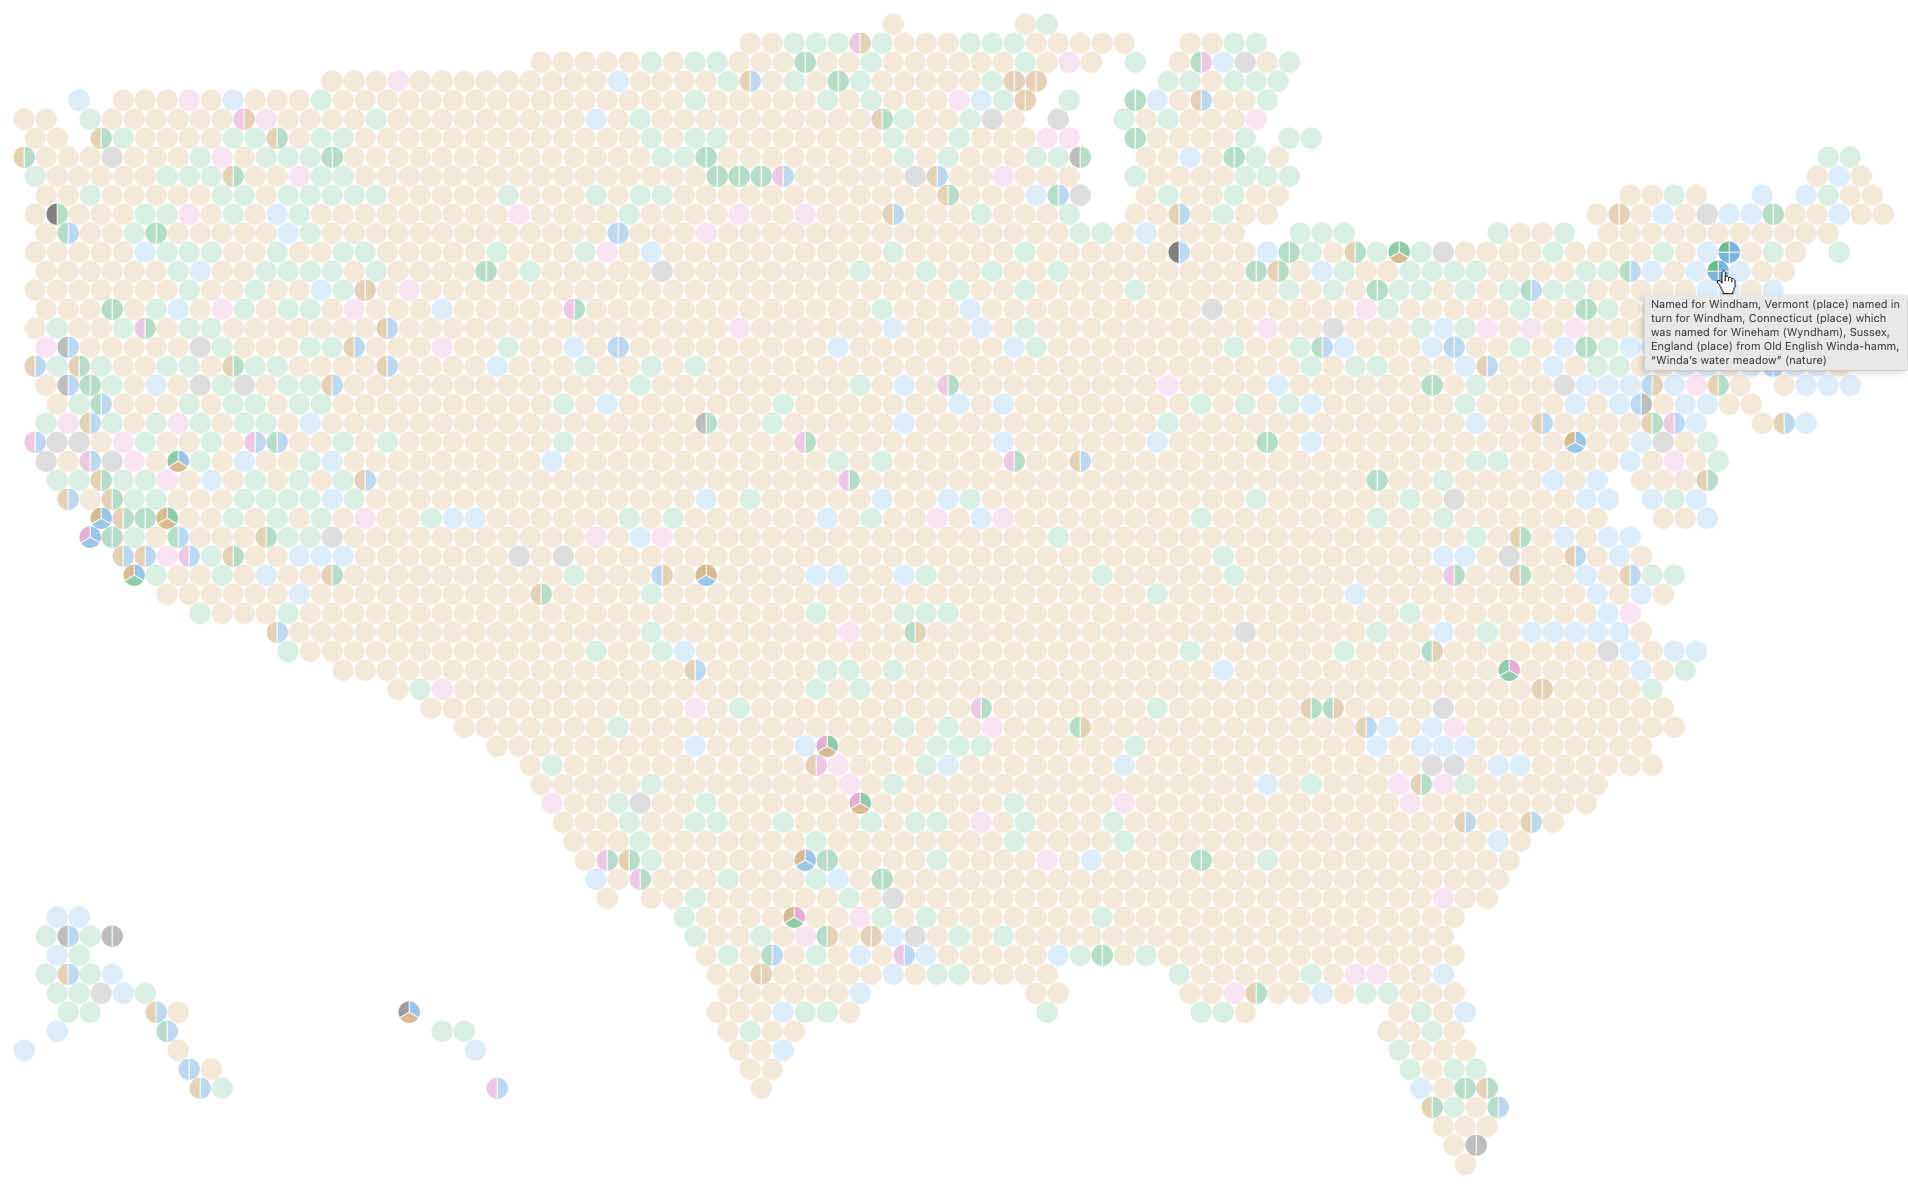 Named for Windham, Vermont (place) named in
turn for Windham, Connecticut (place) which
was named for Wineham (Wyndham), Sussex,
England (place) from Old English Winda-hamm,
“Winda’s water meadow” (nature)